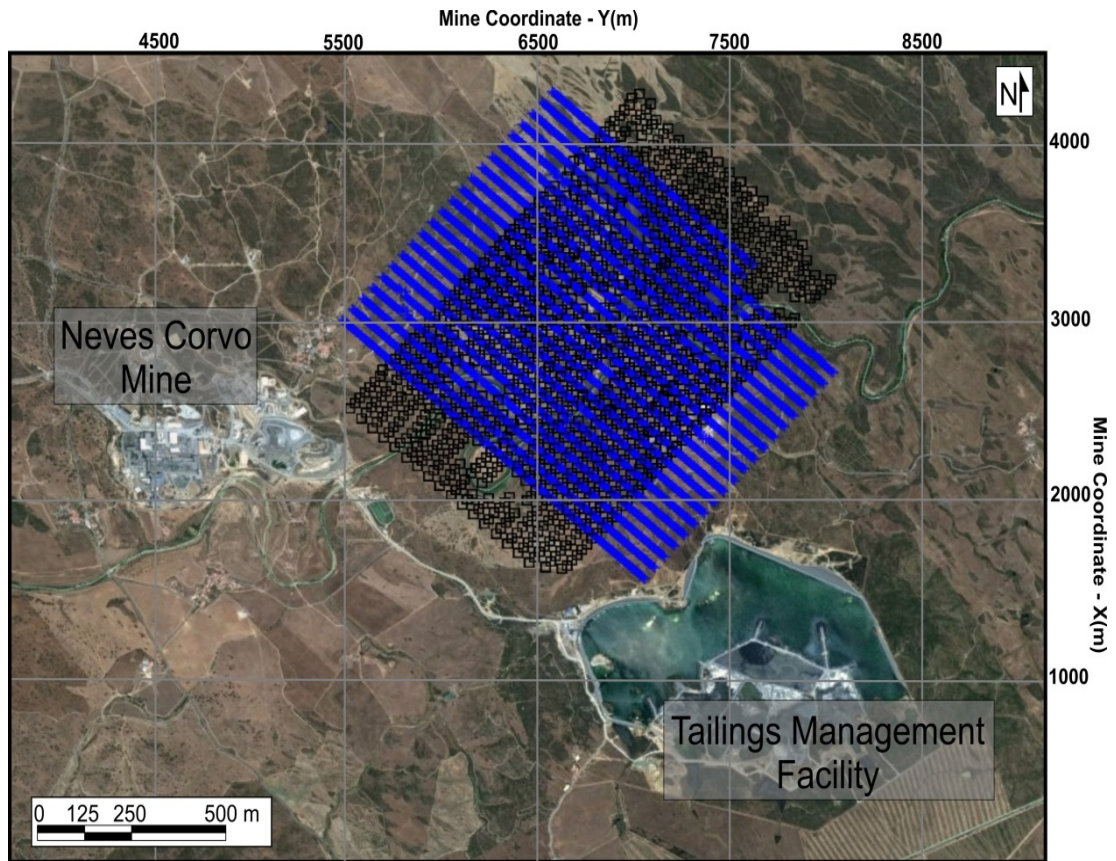 Mine Coordinate - Y(m)
4500 5500 6500 7500 8500
N
4000
3000
Neves Corvo
Mine
Mine Coordinate - X(m)
2000
1000
Tailings Management
Facility
0 125 250 500 m